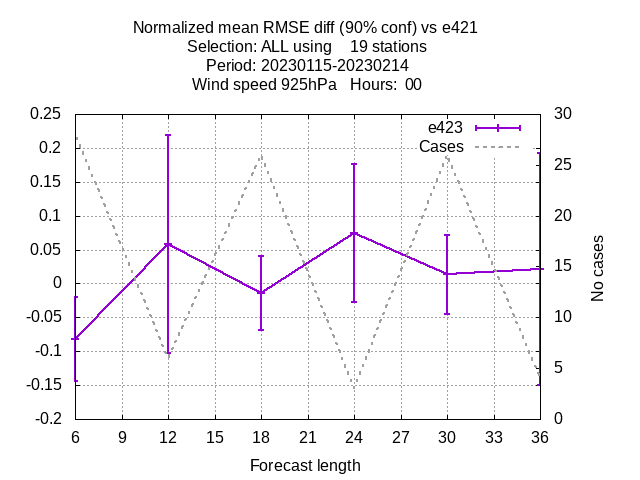 Normalized mean RMSE diff (90% conf) vs e421
Selection: ALL using    19 stations
Period: 20230115-20230214
Wind speed 925hPa   Hours:  00
0.25
0.2
0.15
0.1
0.05
0
-0.05
-0.1
-0.15
-0.2
e423
Cases
30
25
20
15
10
5
0
No cases
6 9 12 15 18 21 24 27 30 33 36
Forecast length